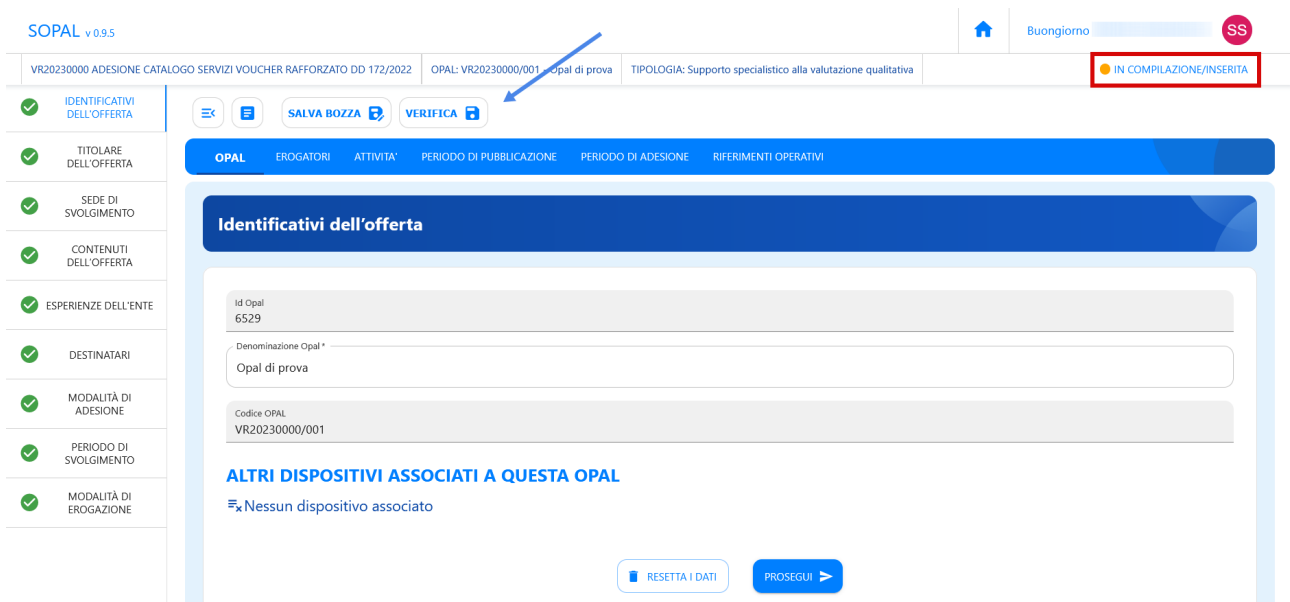 SOPAL v 0.9.5
Buongiorno
SS
VR20230000 ADESIONE CATALOGO SERVIZI VOUCHER RAFFORZATO DD 172/2022
OPAL: VR20230000/001 - Opal di prova
TIPOLOGIA: Supporto specialistico alla valutazione qualitativa
IN COMPILAZIONE/INSERITA
IDENTIFICATIVI
DELL'OFFERTA
TITOLARE
DELL'OFFERTA
SEDE DI
SVOLGIMENTO
CONTENUTI
DELL'OFFERTA
ESPERIENZE DELL'ENTE
DESTINATARI
MODALITÀ DI
ADESIONE
PERIODO DI
SVOLGIMENTO
MODALITÀ DI
EROGAZIONE
SALVA BOZZA
VERIFICA
OPAL
EROGATORI
ATTIVITA'
PERIODO DI PUBBLICAZIONE
PERIODO DI ADESIONE
RIFERIMENTI OPERATIVI
Identificativi dell'offerta
Id Opal
6529
Denominazione Opal *
Opal di prova
Codice OPAL
VR20230000/001
ALTRI DISPOSITIVI ASSOCIATI A QUESTA OPAL
Nessun dispositivo associato
RESETTA I DATI
PROSEGUI